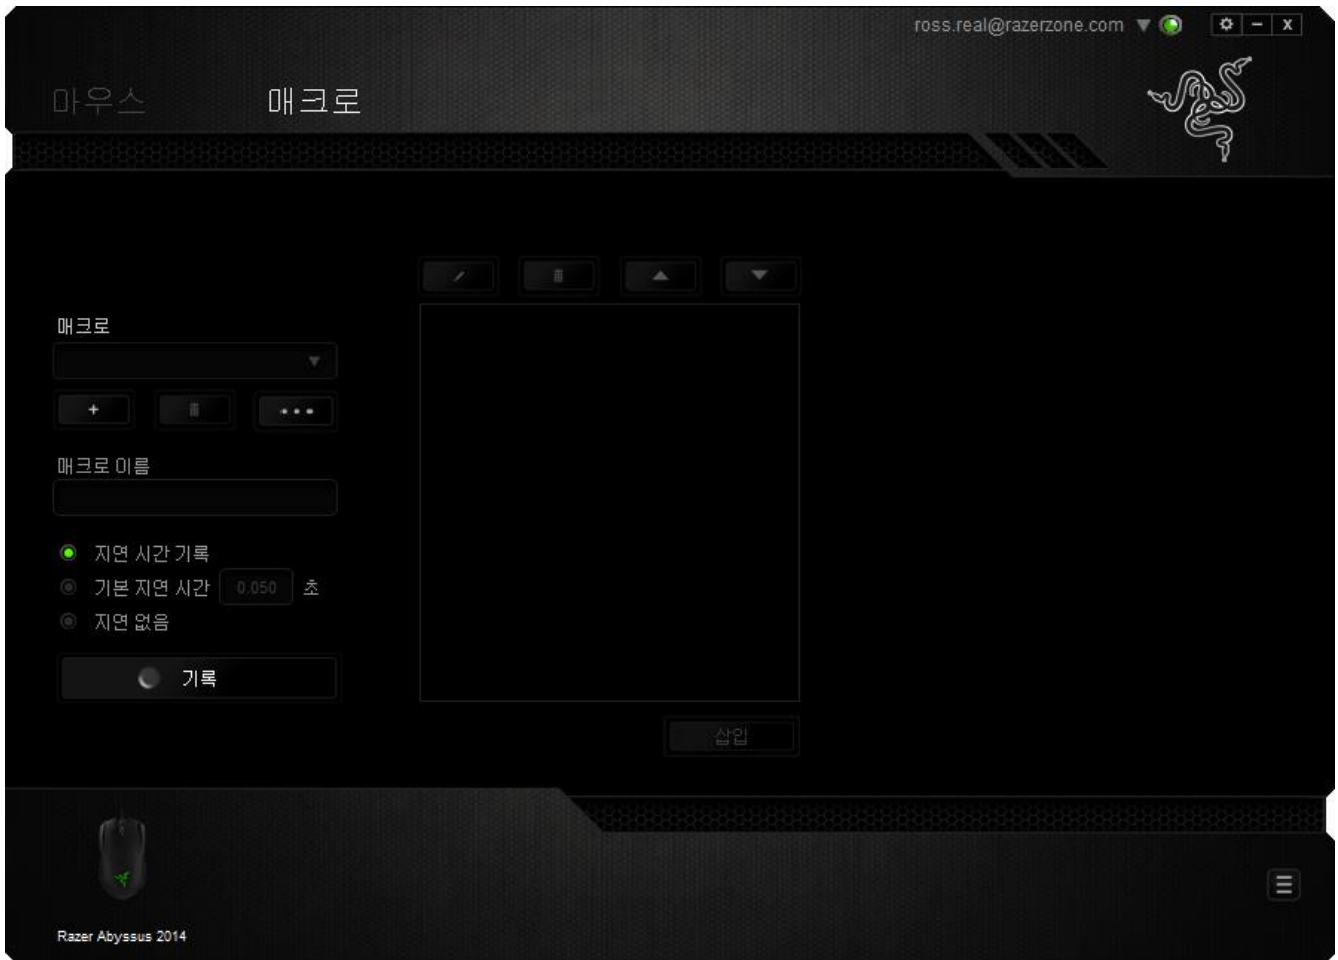 ross.real@razerzone.com
마우스 매크로
매크로
매크로 이름
지연 시간 기록
기본 지연 시간 0.050 초
지연 없음
기록
삽입
Razer Abyssus 2014